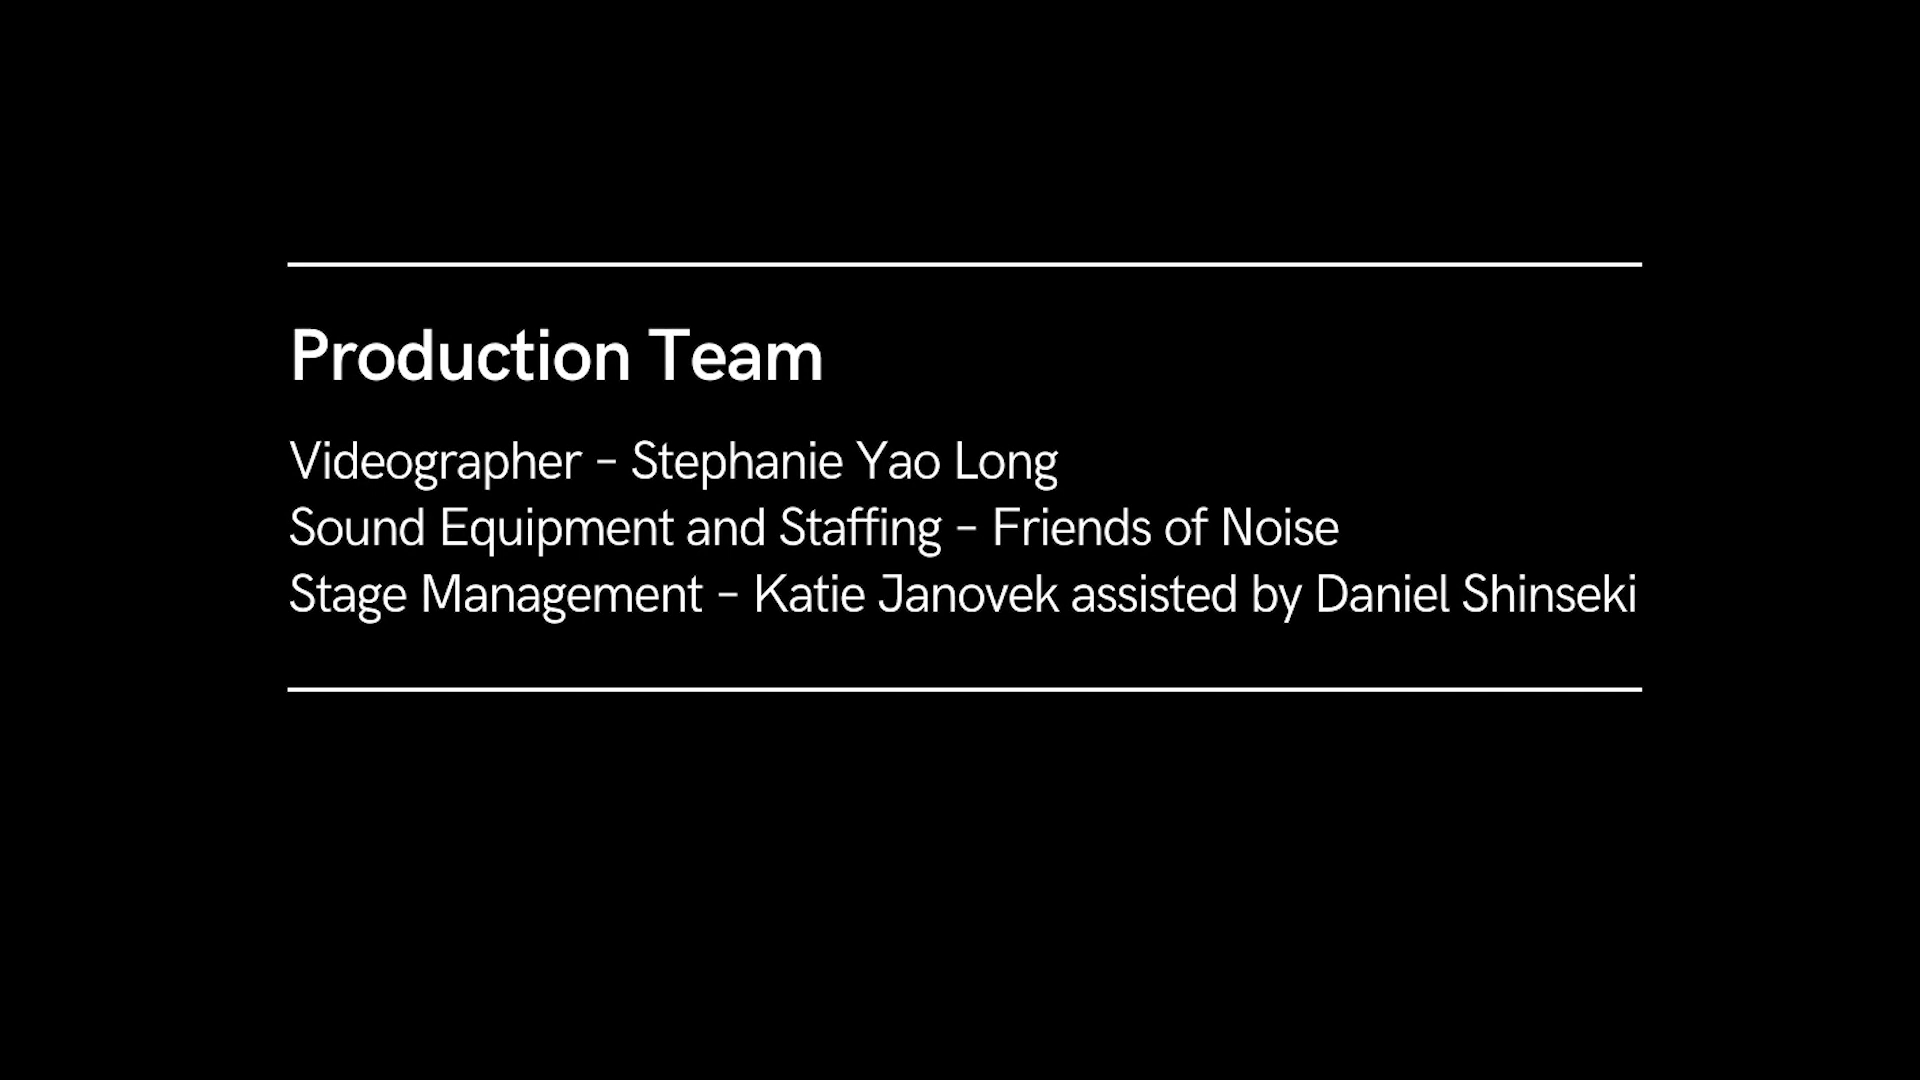 Production Team
Videographer – Stephanie Yao Long
Sound Equipment and Staffing – Friends of Noise
Stage Management – Katie Janovek assisted by Daniel Shinseki